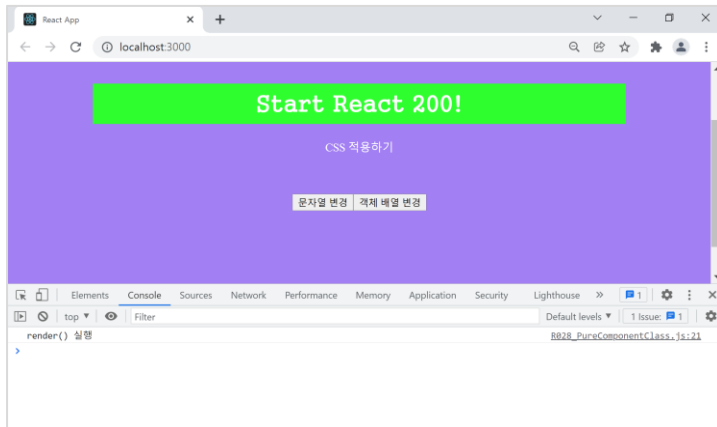 React App
localhost:3000
Start React 200!
CSS 적용하기
문자열 변경 객체 배열 변경
Elements Console Sources Network Performance Memory Application Security Lighthouse » 1
top ▼ Filter Default levels ▼ 1 Issue: 1
render() 실행 R028_PureComponentClass.js:21
>